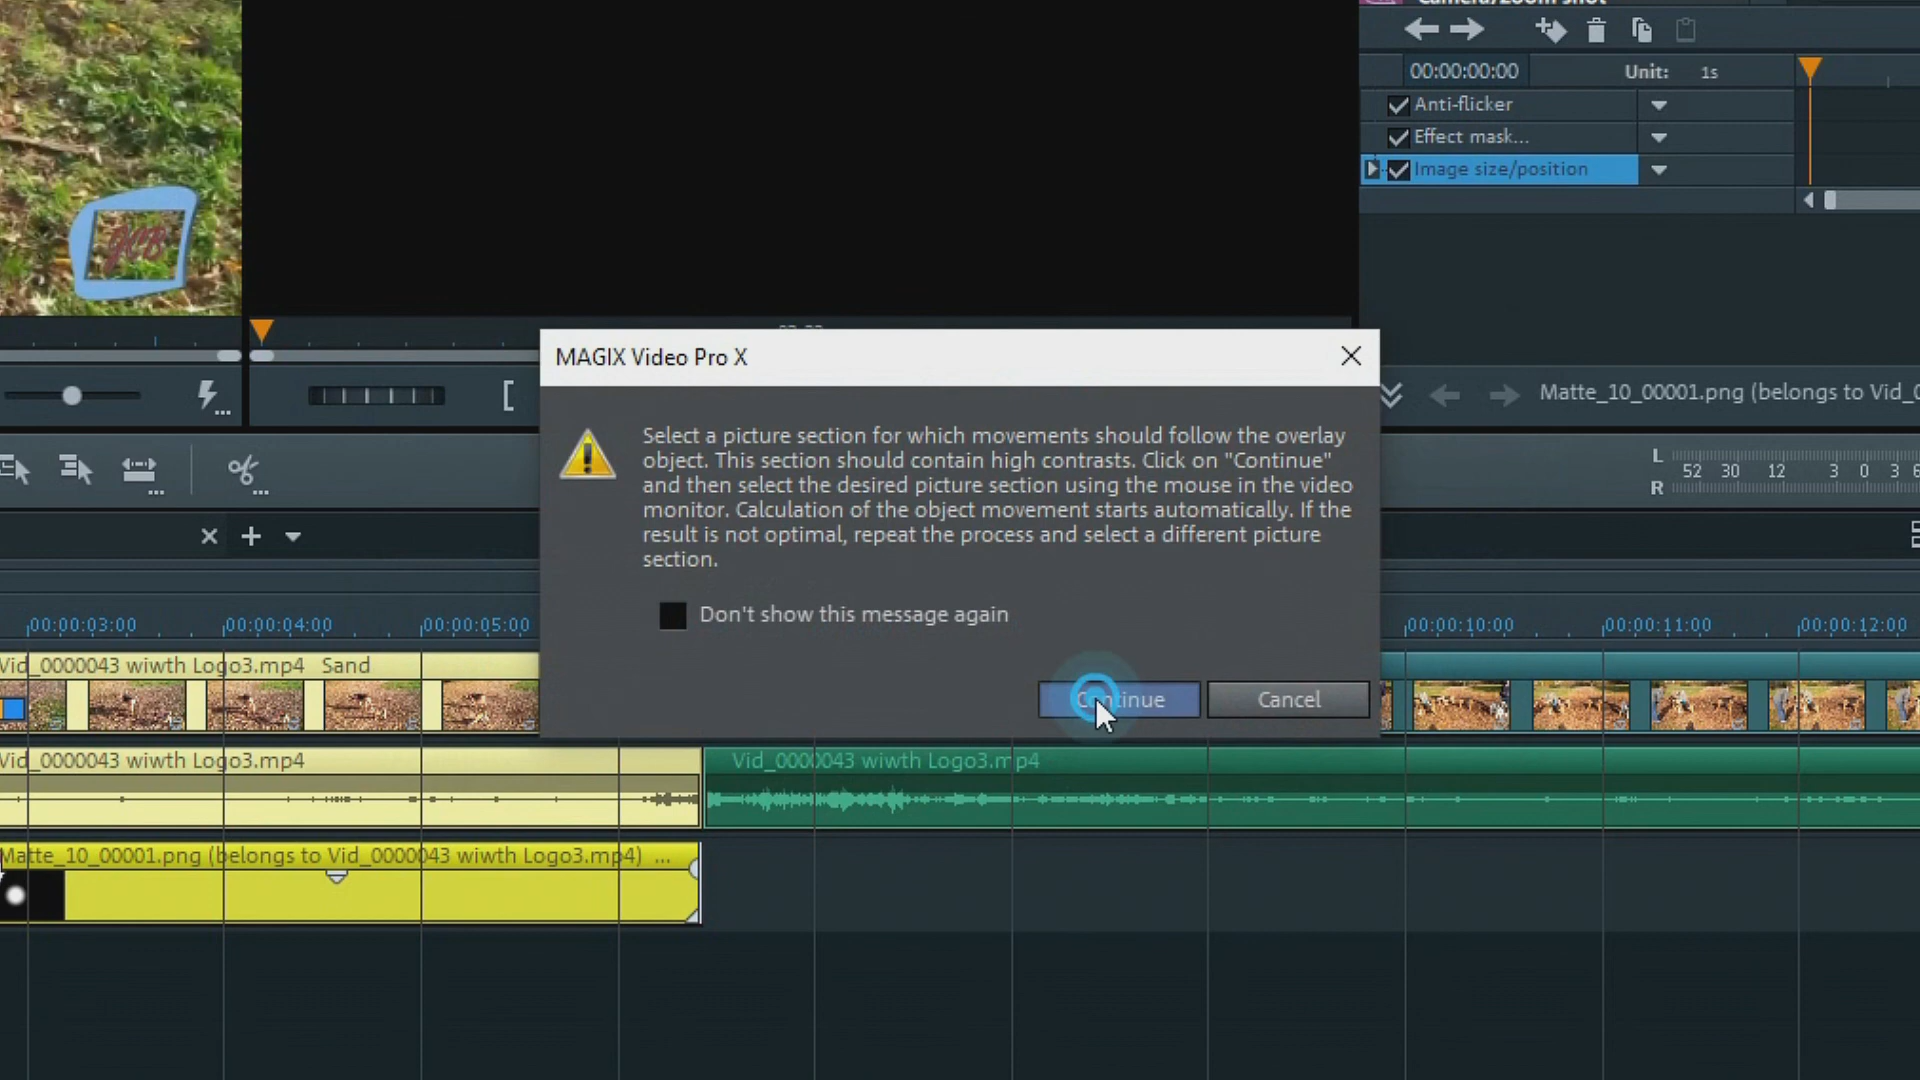 Camera/zoom shot
00:00:00:00
Unit: 1s
Anti-flicker
Effect mask...
Image size/position
JCB
MAGIX Video Pro X
Matte_10_00001.png (belongs to Vid_0
Select a picture section for which movements should follow the overlay
object. This section should contain high contrasts. Click on "Continue"
and then select the desired picture section using the mouse in the video
monitor. Calculation of the object movement starts automatically. If the
result is not optimal, repeat the process and select a different picture
section.
L
52 30 12 3 0 3 6
R
Don't show this message again
00:00:03:00 00:00:04:00 00:00:05:00 00:00:10:00 00:00:11:00 00:00:12:00
Vid_0000043 wiwth Logo3.mp4 Sand
Continue
Cancel
Vid_0000043 wiwth Logo3.mp4
Vid_0000043 wiwth Logo3.mp4
Matte_10_00001.png (belongs to Vid_0000043 wiwth Logo3.mp4) ...